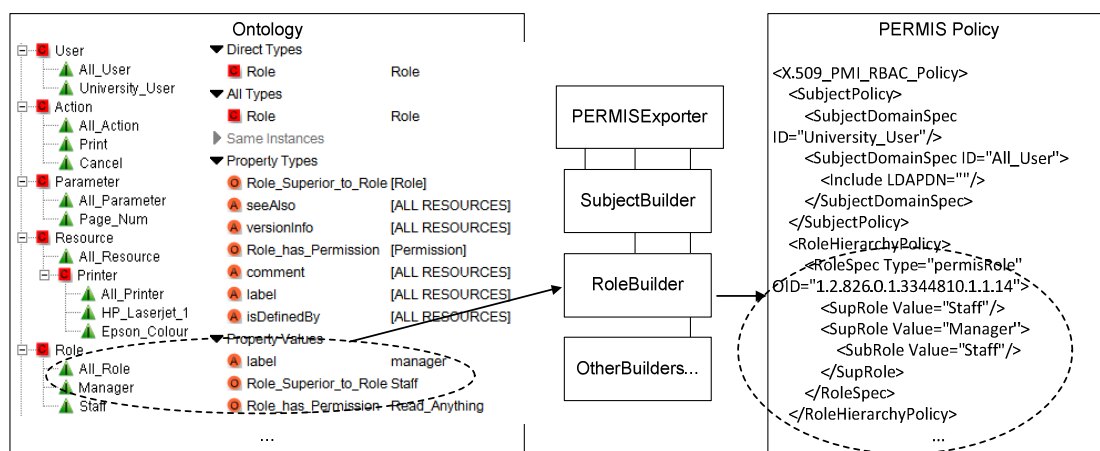 Ontology
User
All_User
University_User
Action
All_Action
Print
Cancel
Parameter
All_Parameter
Page_Num
Resource
All_Resource
Printer
All_Printer
HP_Laserjet_1
Epson_Colour
Role
All_Role
Manager
Staff
Direct Types
Role Role
All Types
Role Role
Same Instances
Property Types
Role_Superior_to_Role [Role]
seeAlso [ALL RESOURCES]
versionInfo [ALL RESOURCES]
Role_has_Permission [Permission]
comment [ALL RESOURCES]
label [ALL RESOURCES]
isDefinedBy [ALL RESOURCES]
Property Values
label manager
Role_Superior_to_Role Staff
Role_has_Permission Read_Anything
...
PERMISExporter
SubjectBuilder
RoleBuilder
OtherBuilders...
PERMIS Policy
<X.509_PMI_RBAC_Policy>
<SubjectPolicy>
<SubjectDomainSpec
ID="University_User"/>
<SubjectDomainSpec ID="All_User">
<Include LDAPDN=""/>
</SubjectDomainSpec>
</SubjectPolicy>
<RoleHierarchyPolicy>
<RoleSpec Type="permisRole"
OID="1.2.826.0.1.3344810.1.1.14">
<SupRole Value="Staff"/>
<SupRole Value="Manager">
<SubRole Value="Staff"/>
</SupRole>
</RoleSpec>
</RoleHierarchyPolicy>
...